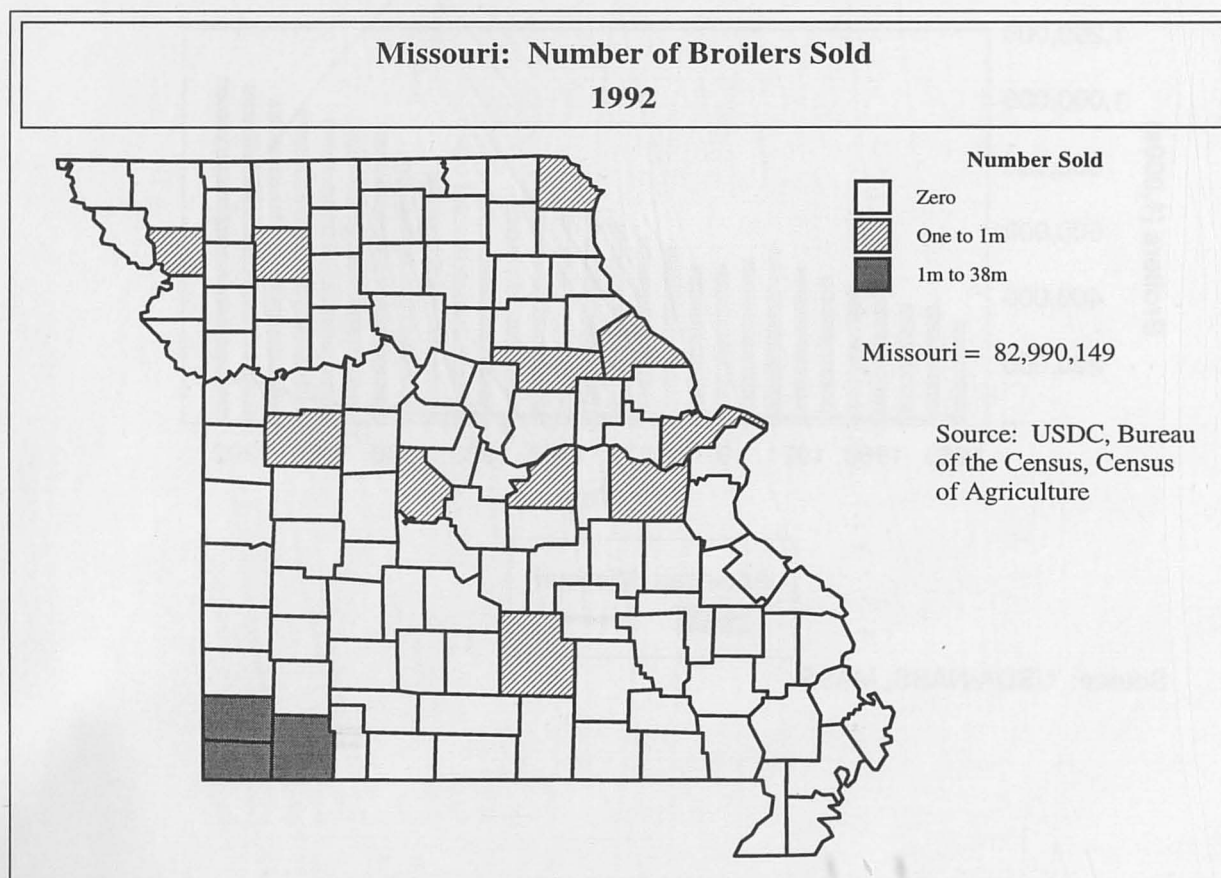 Missouri: Number of Broilers Sold
1992
Number Sold
Zero
One to 1m
1m to 38m
Missouri = 82,990,149
Source: USDC, Bureau
of the Census, Census
of Agriculture